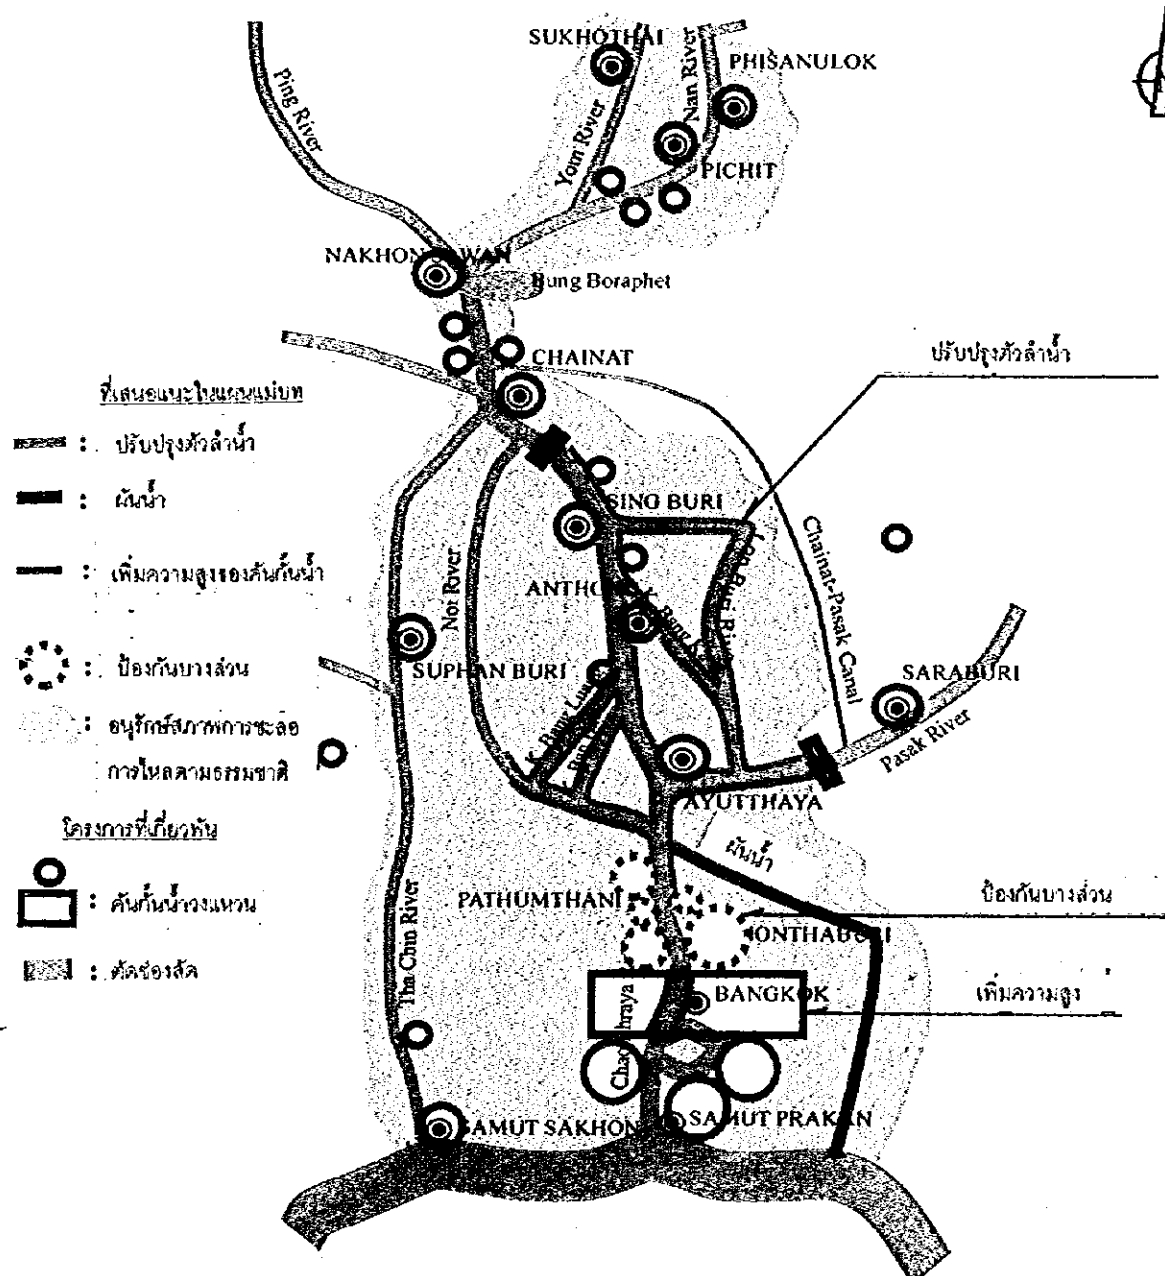 SUKHOTHAI
PHISANULOK
Ping River
Yom River
Nan River
PICHIT
NAKHON SAWAN
Bung Boraphet
CHAINAT
ปรับปรุงตัวลำน้ำ
ที่เสนอแนะในแผนแม่บท
: ปรับปรุงตัวลำน้ำ
: ผันน้ำ
: เพิ่มความสูงของคันกั้นน้ำ
: ป้องกันบางส่วน
: อนุรักษ์สภาพการชะลอ
การไหลตามธรรมชาติ
โครงการที่เกี่ยวพัน
: คันกั้นน้ำวงแหวน
: ตัดช่องลัด
SING BURI
Chainat-Pasak Canal
Noi River
ANTHONG
K. Bang
SUPHAN BURI
SARABURI
Pasak River
K. Bang Luang
AYUTTHAYA
ผันน้ำ
Tha Chin River
PATHUMTHANI
ป้องกันบางส่วน
NONTHABURI
BANGKOK
เพิ่มความสูง
SAMUT SAKHON
SAMUT PRAKAN